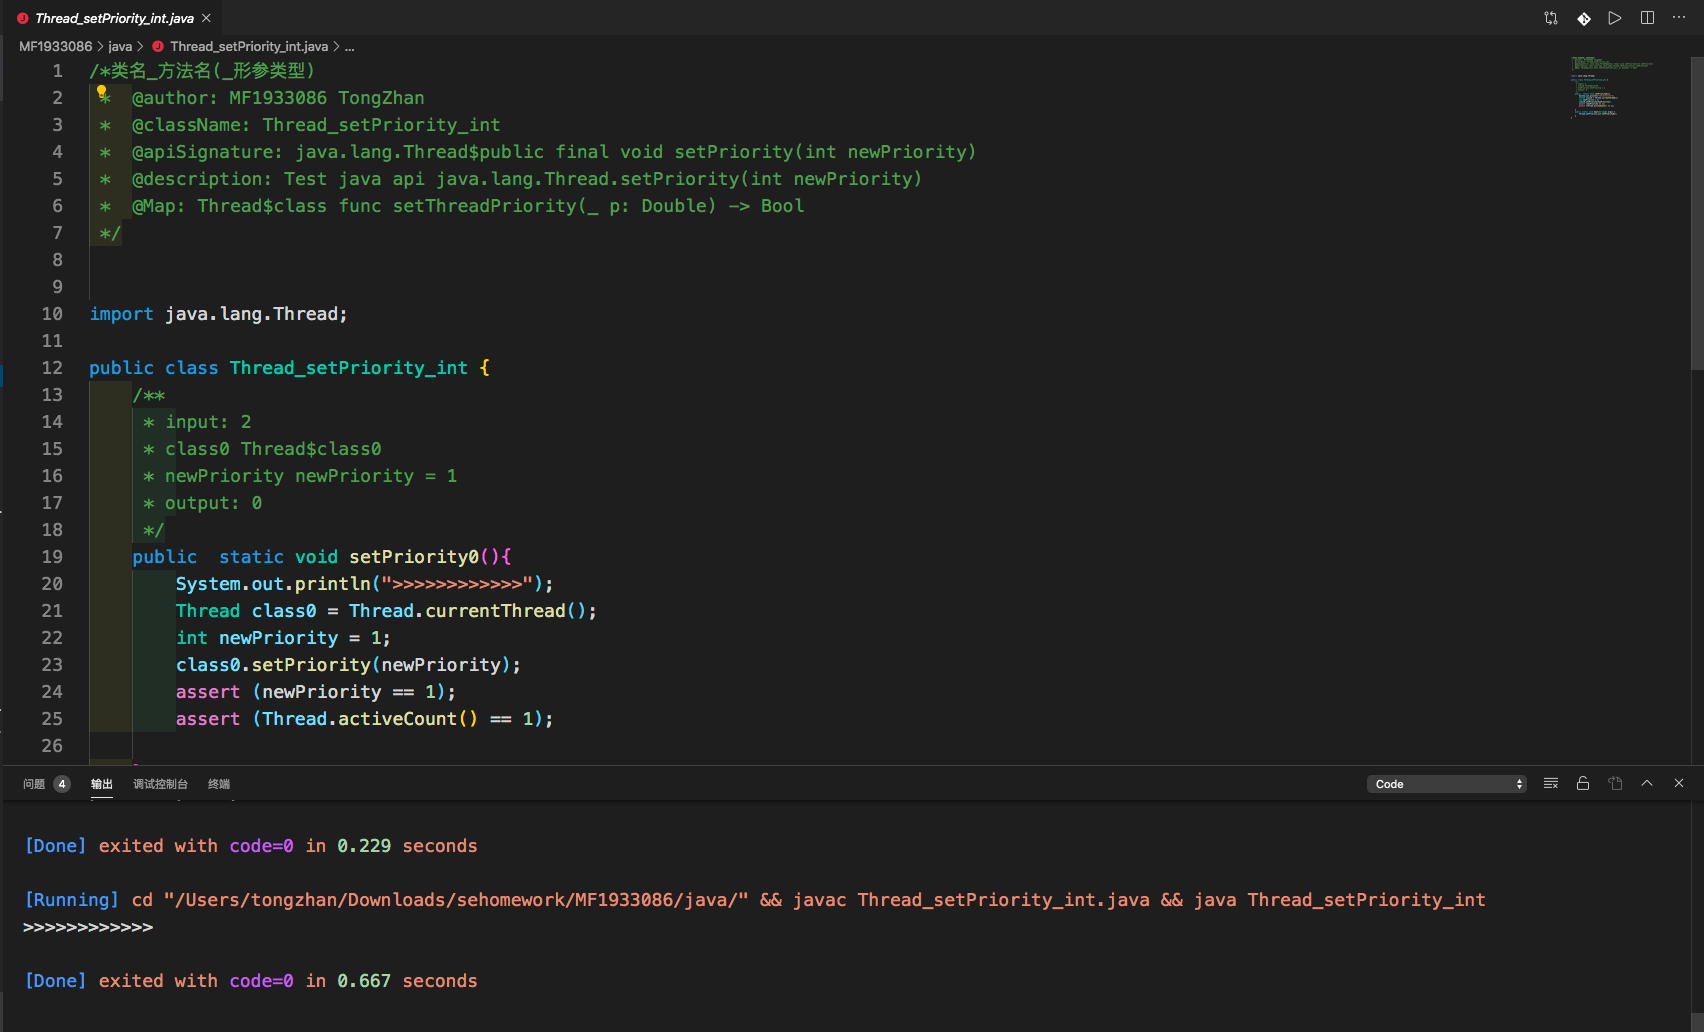 Thread_setPriority_int.java
MF1933086 > java > Thread_setPriority_int.java > ...
1 /*类名_方法名(_形参类型)
2 * @author: MF1933086 TongZhan
3 * @className: Thread_setPriority_int
4 * @apiSignature: java.lang.Thread$public final void setPriority(int newPriority)
5 * @description: Test java api java.lang.Thread.setPriority(int newPriority)
6 * @Map: Thread$class func setThreadPriority(_ p: Double) -> Bool
7 */
8
9
10 import java.lang.Thread;
11
12 public class Thread_setPriority_int {
13 /**
14 * input: 2
15 * class0 Thread$class0
16 * newPriority newPriority = 1
17 * output: 0
18 */
19 public  static void setPriority0(){
20 System.out.println(">>>>>>>>>>>>");
21 Thread class0 = Thread.currentThread();
22 int newPriority = 1;
23 class0.setPriority(newPriority);
24 assert (newPriority == 1);
25 assert (Thread.activeCount() == 1);
26
问题 4 输出 调试控制台 终端 Code
[Done] exited with code=0 in 0.229 seconds
[Running] cd "/Users/tongzhan/Downloads/sehomework/MF1933086/java/" && javac Thread_setPriority_int.java && java Thread_setPriority_int
>>>>>>>>>>>>
[Done] exited with code=0 in 0.667 seconds